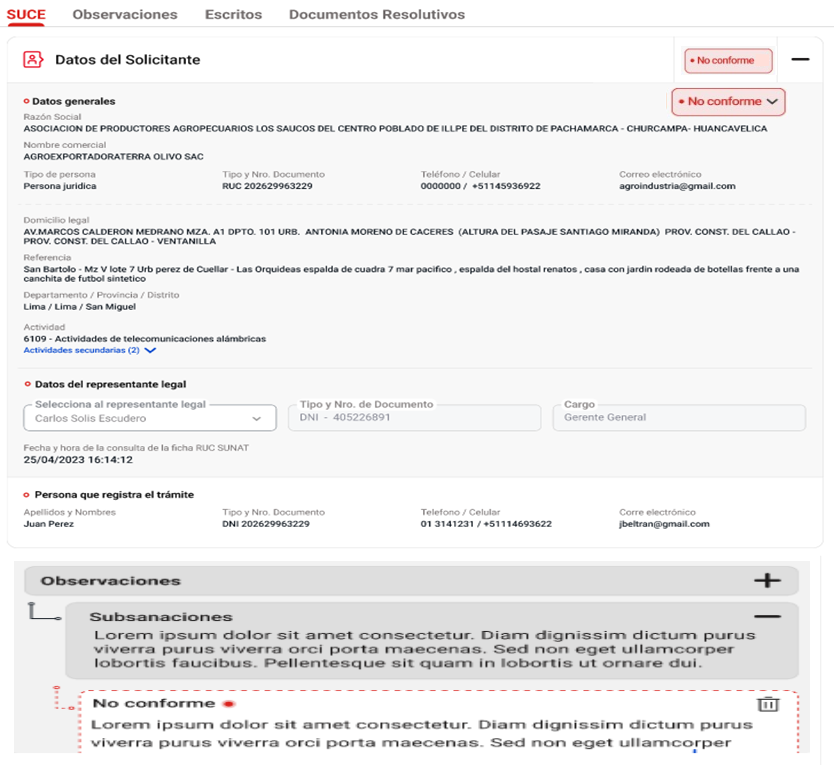 SUCE Observaciones Escritos Documentos Resolutivos
Datos del Solicitante
No conforme
Datos generales
No conforme
Razón Social
ASOCIACION DE PRODUCTORES AGROPECUARIOS LOS SAUCOS DEL CENTRO POBLADO DE ILLPE DEL DISTRITO DE PACHAMARCA - CHURCAMPA- HUANCAVELICA
Nombre comercial
AGROEXPORTADORATERRA OLIVO SAC
Tipo de persona Tipo y Nro. Documento Teléfono / Celular Correo electrónico
Persona juridica RUC 202629963229 0000000 / +51145936922 agroindustria@gmail.com
Domicilio legal
AV.MARCOS CALDERON MEDRANO MZA. A1 DPTO. 101 URB. ANTONIA MORENO DE CACERES (ALTURA DEL PASAJE SANTIAGO MIRANDA) PROV. CONST. DEL CALLAO -
PROV. CONST. DEL CALLAO - VENTANILLA
Referencia
San Bartolo - Mz V lote 7 Urb perez de Cuellar - Las Orquideas espalda de cuadra 7 mar pacifico , espalda del hostal renatos , casa con jardin rodeada de botellas frente a una
canchita de futbol sintetico
Departamento / Provincia / Distrito
Lima / Lima / San Miguel
Actividad
6109 - Actividades de telecomunicaciones alámbricas
Actividades secundarias (2)
Datos del representante legal
Selecciona al representante legal Tipo y Nro. de Documento Cargo
Carlos Solis Escudero DNI - 405226891 Gerente General
Fecha y hora de la consulta de la ficha RUC SUNAT
25/04/2023 16:14:12
Persona que registra el trámite
Apellidos y Nombres Tipo y Nro. Documento Telefono / Celular Corre electrónico
Juan Perez DNI 202629963229 01 3141231 / +51114693622 jbeltran@gmail.com
Observaciones
Subsanaciones
Lorem ipsum dolor sit amet consectetur. Diam dignissim dictum purus
viverra purus viverra orci porta maecenas. Sed non eget ullamcorper
lobortis faucibus. Pellentesque sit quam in lobortis ut ornare dui.
No conforme
Lorem ipsum dolor sit amet consectetur. Diam dignissim dictum purus
viverra purus viverra orci porta maecenas. Sed non eget ullamcorper